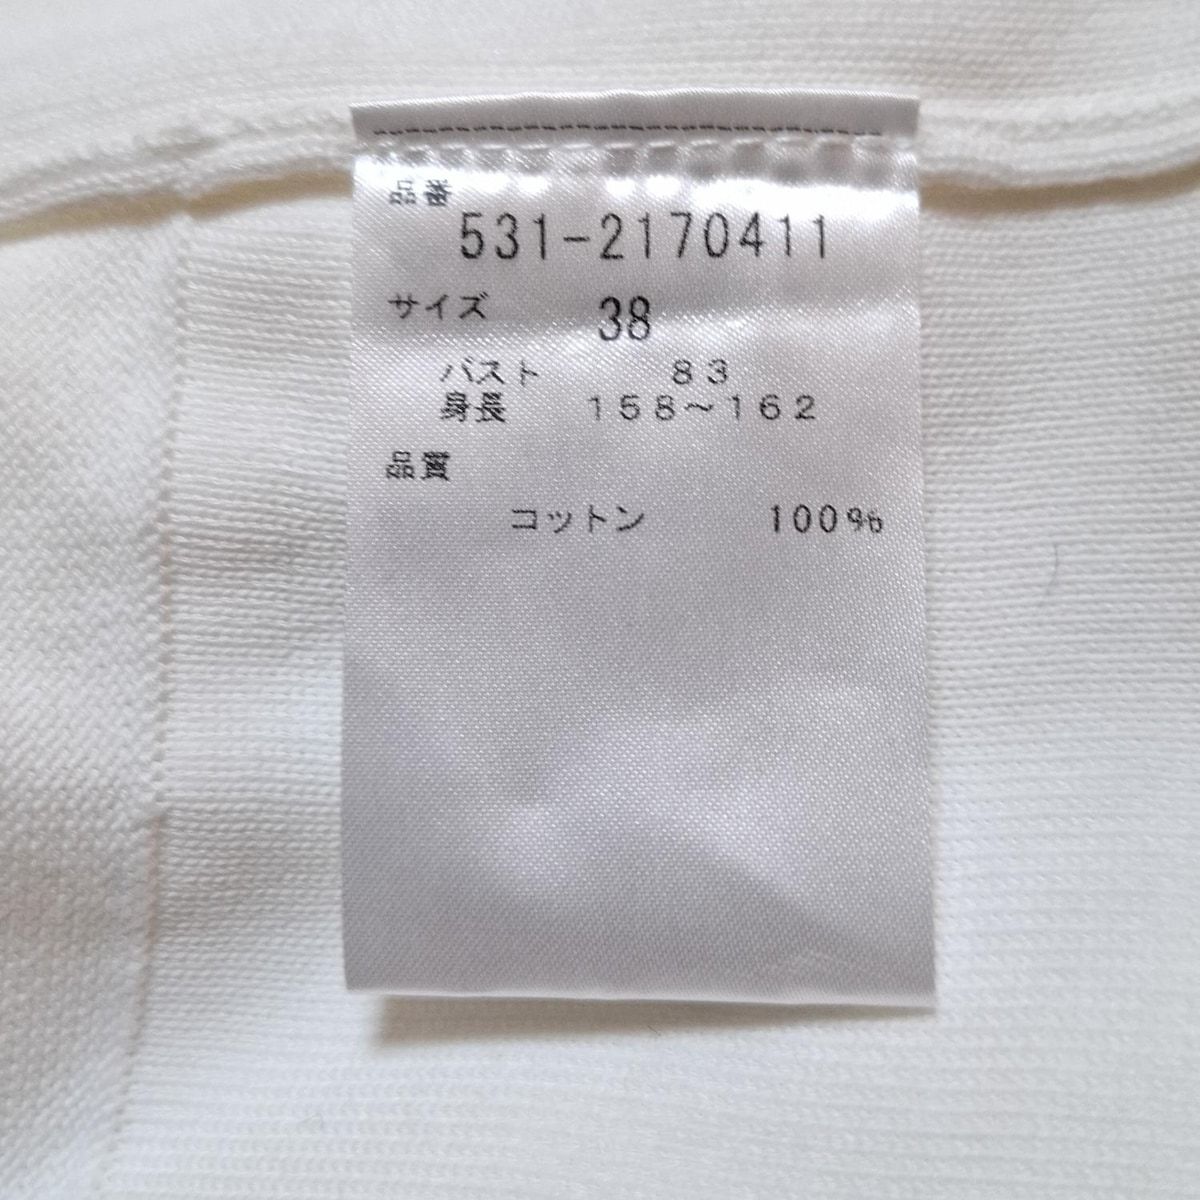 品番
531-2170411
サイズ 38
バスト 83
身長 158～162
品質
コットン 100%